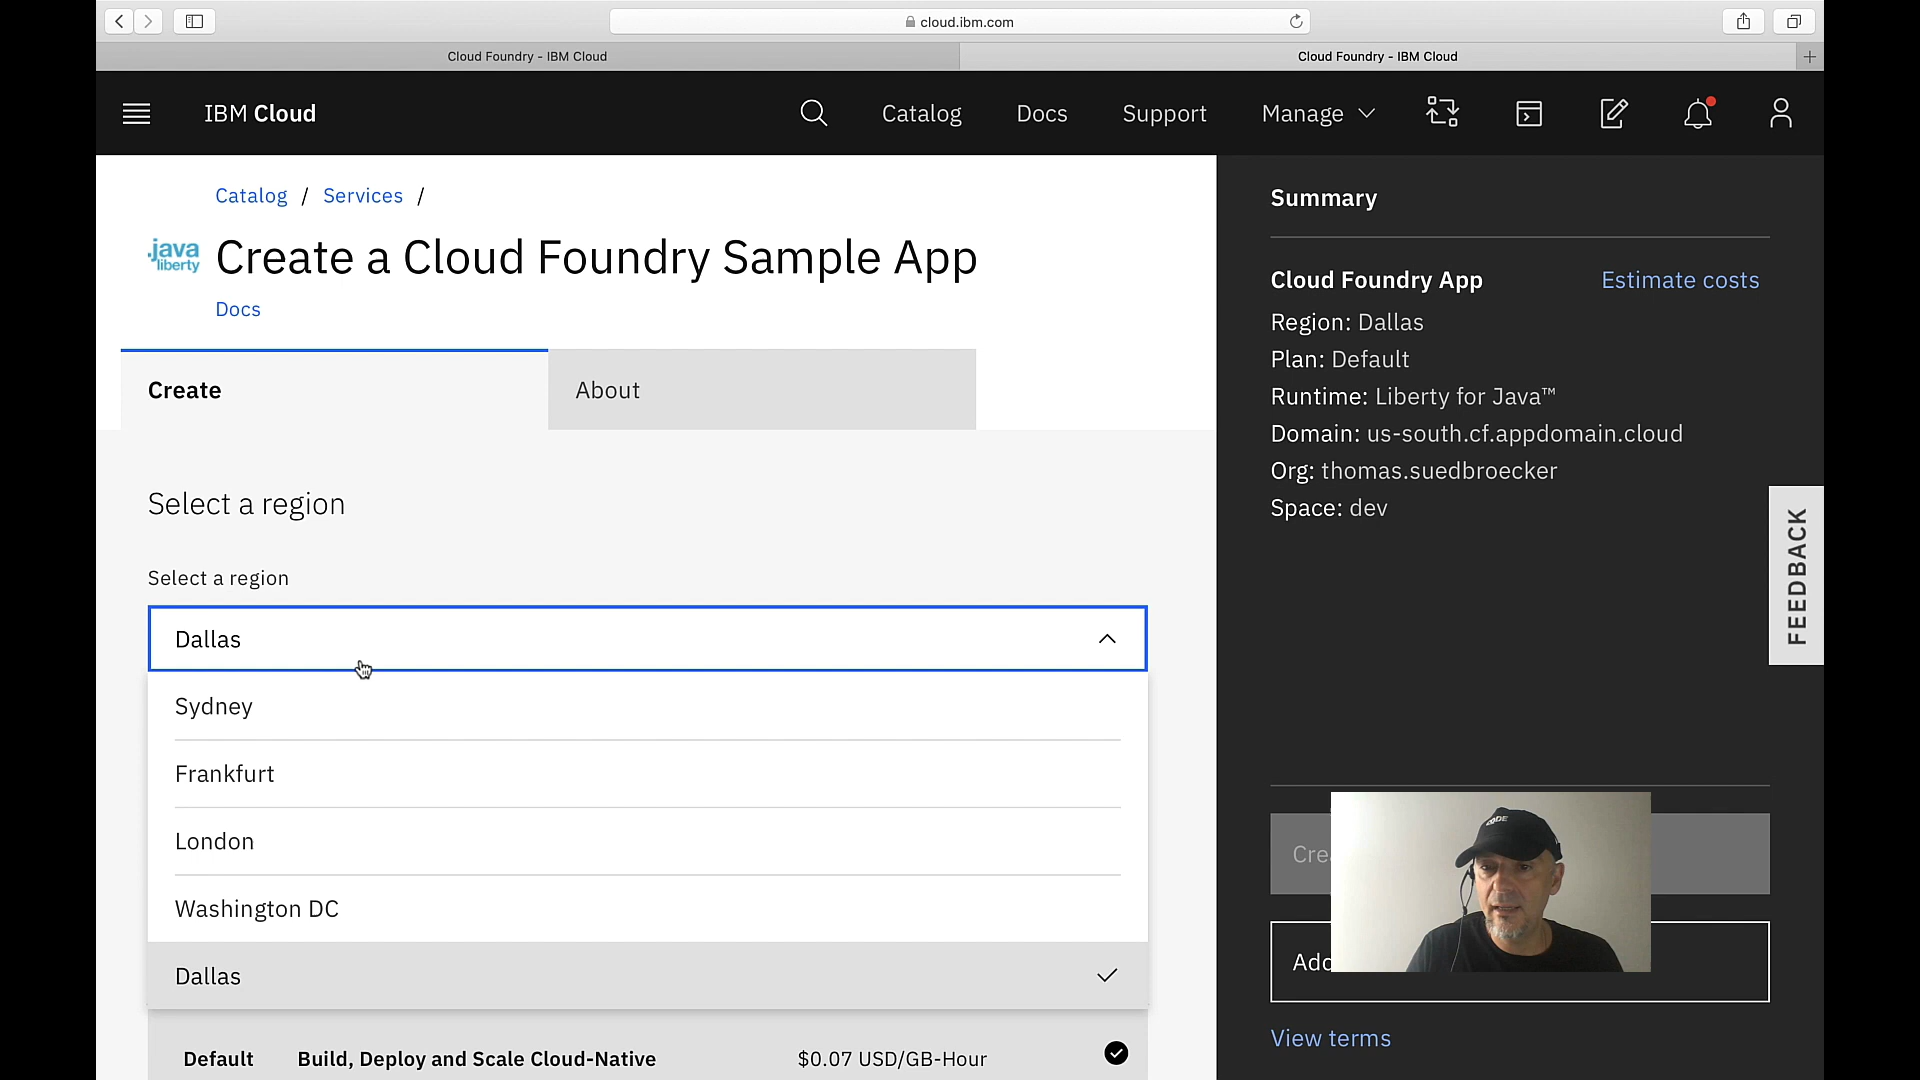 cloud.ibm.com
Cloud Foundry - IBM Cloud
Cloud Foundry - IBM Cloud
IBM Cloud
Catalog
Docs
Support
Manage
Catalog / Services /
java
liberty
Create a Cloud Foundry Sample App
Docs
Create
About
Select a region
Select a region
Dallas
Sydney
Frankfurt
London
Washington DC
Dallas
Default
Build, Deploy and Scale Cloud-Native
$0.07 USD/GB-Hour
Summary
Cloud Foundry App
Estimate costs
Region: Dallas
Plan: Default
Runtime: Liberty for Java™
Domain: us-south.cf.appdomain.cloud
Org: thomas.suedbroecker
Space: dev
FEEDBACK
View terms